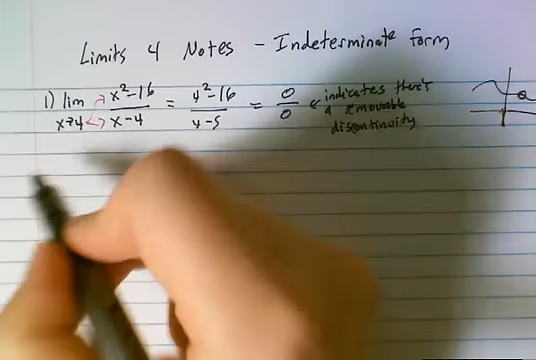 Limits 4 Notes - Indeterminate Form
1) lim x→4 x²-16 / x-4 = 4²-16 / 4-5 = 0/0 ← indicates there's
a removable
discontinuity